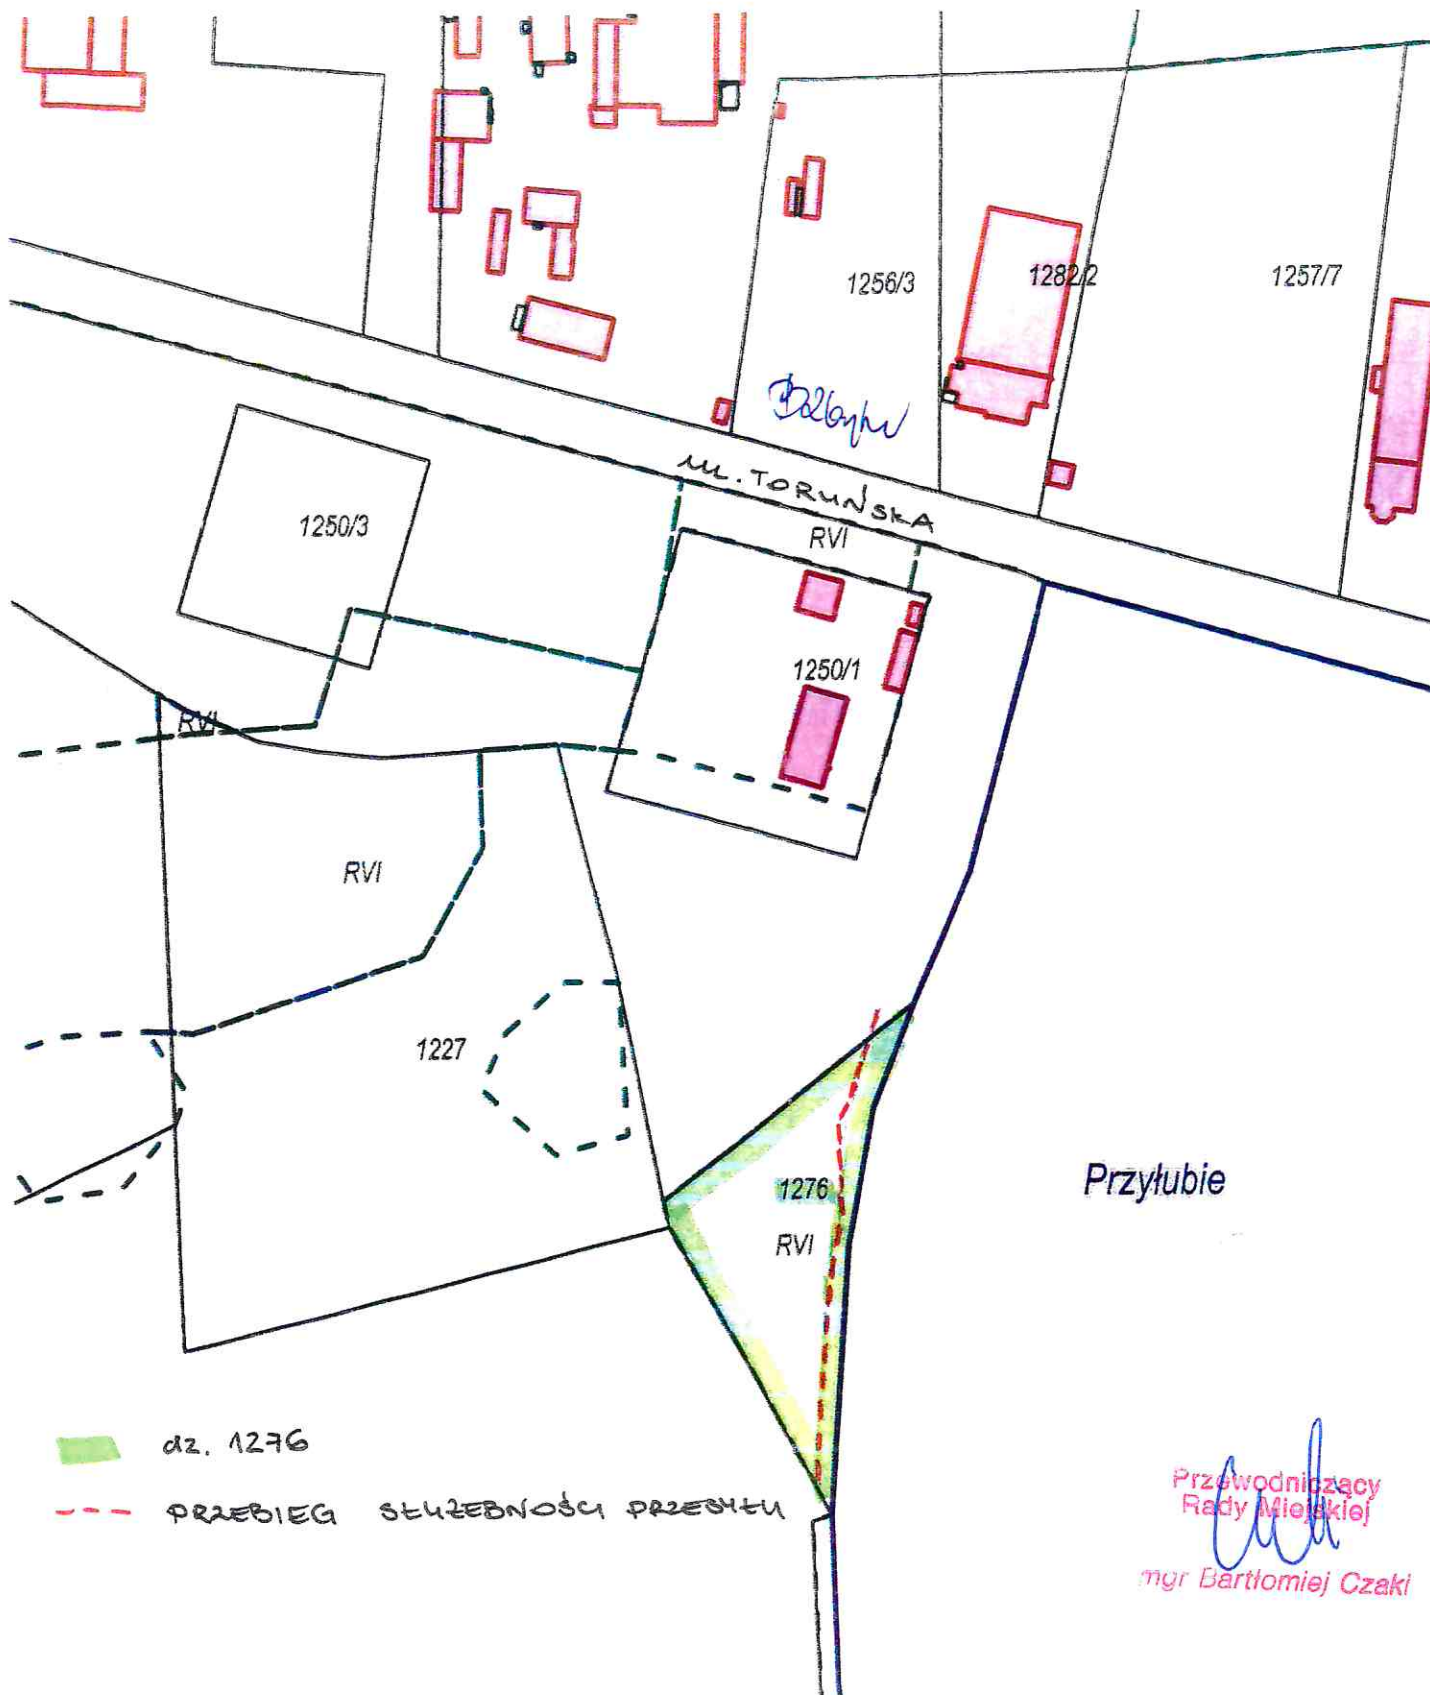 1256/3
1282/2
1257/7
ul. TORUŃSKA
1250/3
RVI
1250/1
RVI
RVI
1227
1276
RVI
Przyłubie
dz. 1276
PRZEBIEG SŁUŻEBNOŚCI PRZESYŁU
Przewodniczący
Rady Miejskiej
mgr Bartłomiej Czaki